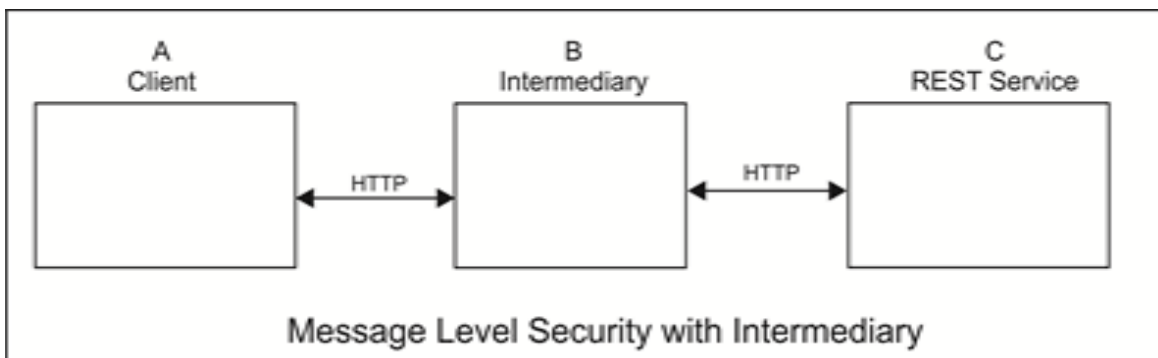 A
Client
B
Intermediary
C
REST Service
HTTP
HTTP
Message Level Security with Intermediary